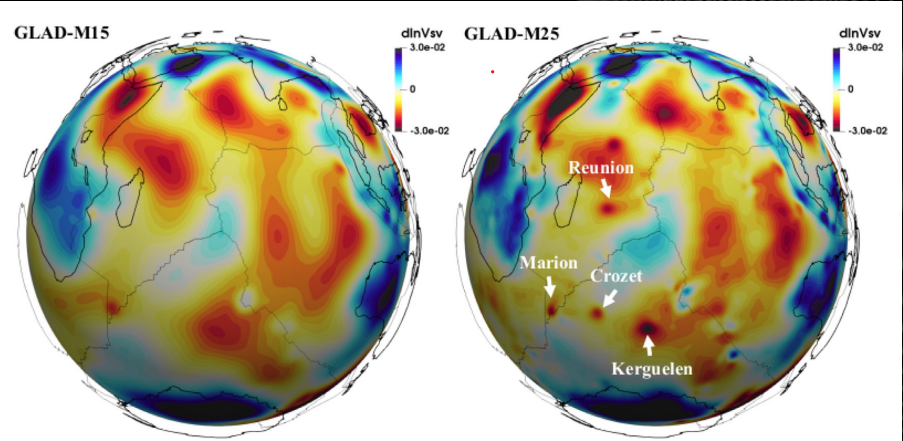 GLAD-M15
dlnVsv
3.0e-02
0
-3.0e-02
GLAD-M25
dlnVsv
3.0e-02
0
-3.0e-02
Reunion
Marion
Crozet
Kerguelen